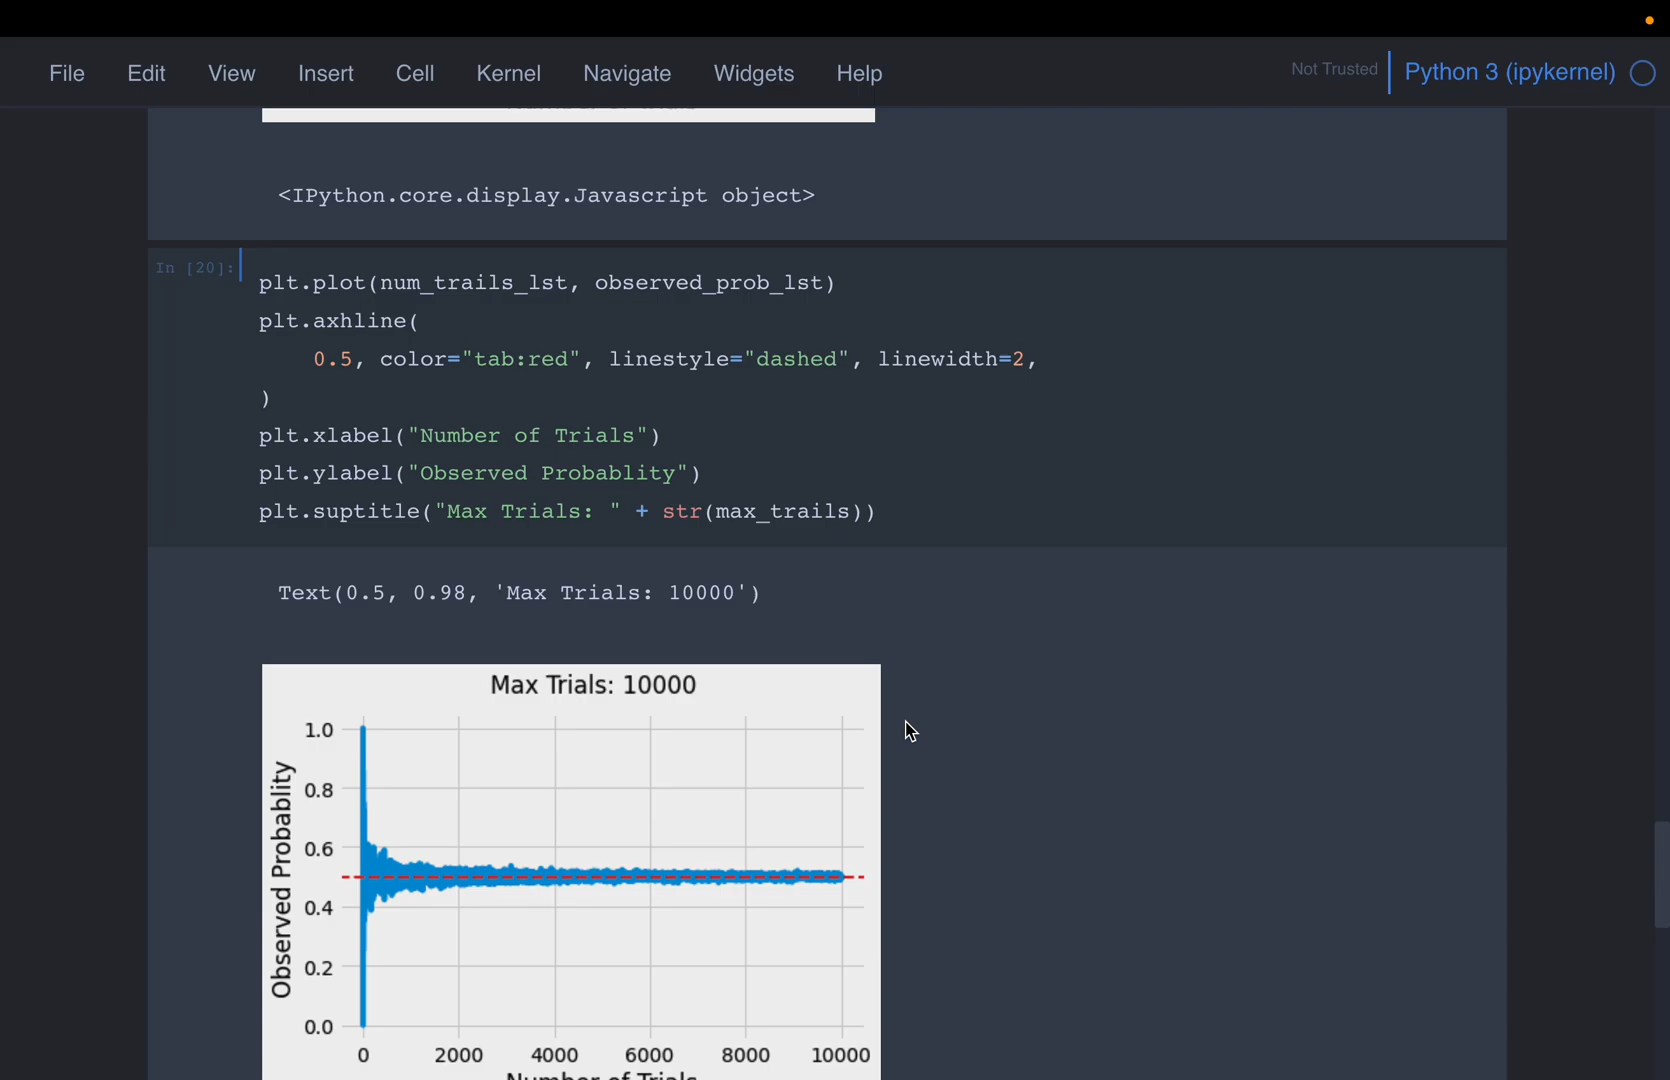 File Edit View Insert Cell Kernel Navigate Widgets Help Not Trusted Python 3 (ipykernel)
<IPython.core.display.Javascript object>
In [20]:
plt.plot(num_trails_lst, observed_prob_lst)
plt.axhline(
    0.5, color="tab:red", linestyle="dashed", linewidth=2,
)
plt.xlabel("Number of Trials")
plt.ylabel("Observed Probablity")
plt.suptitle("Max Trials: " + str(max_trails))
Text(0.5, 0.98, 'Max Trials: 10000')
Max Trials: 10000
Observed Probablity
1.0
0.8
0.6
0.4
0.2
0.0
0 2000 4000 6000 8000 10000
Number of Trials